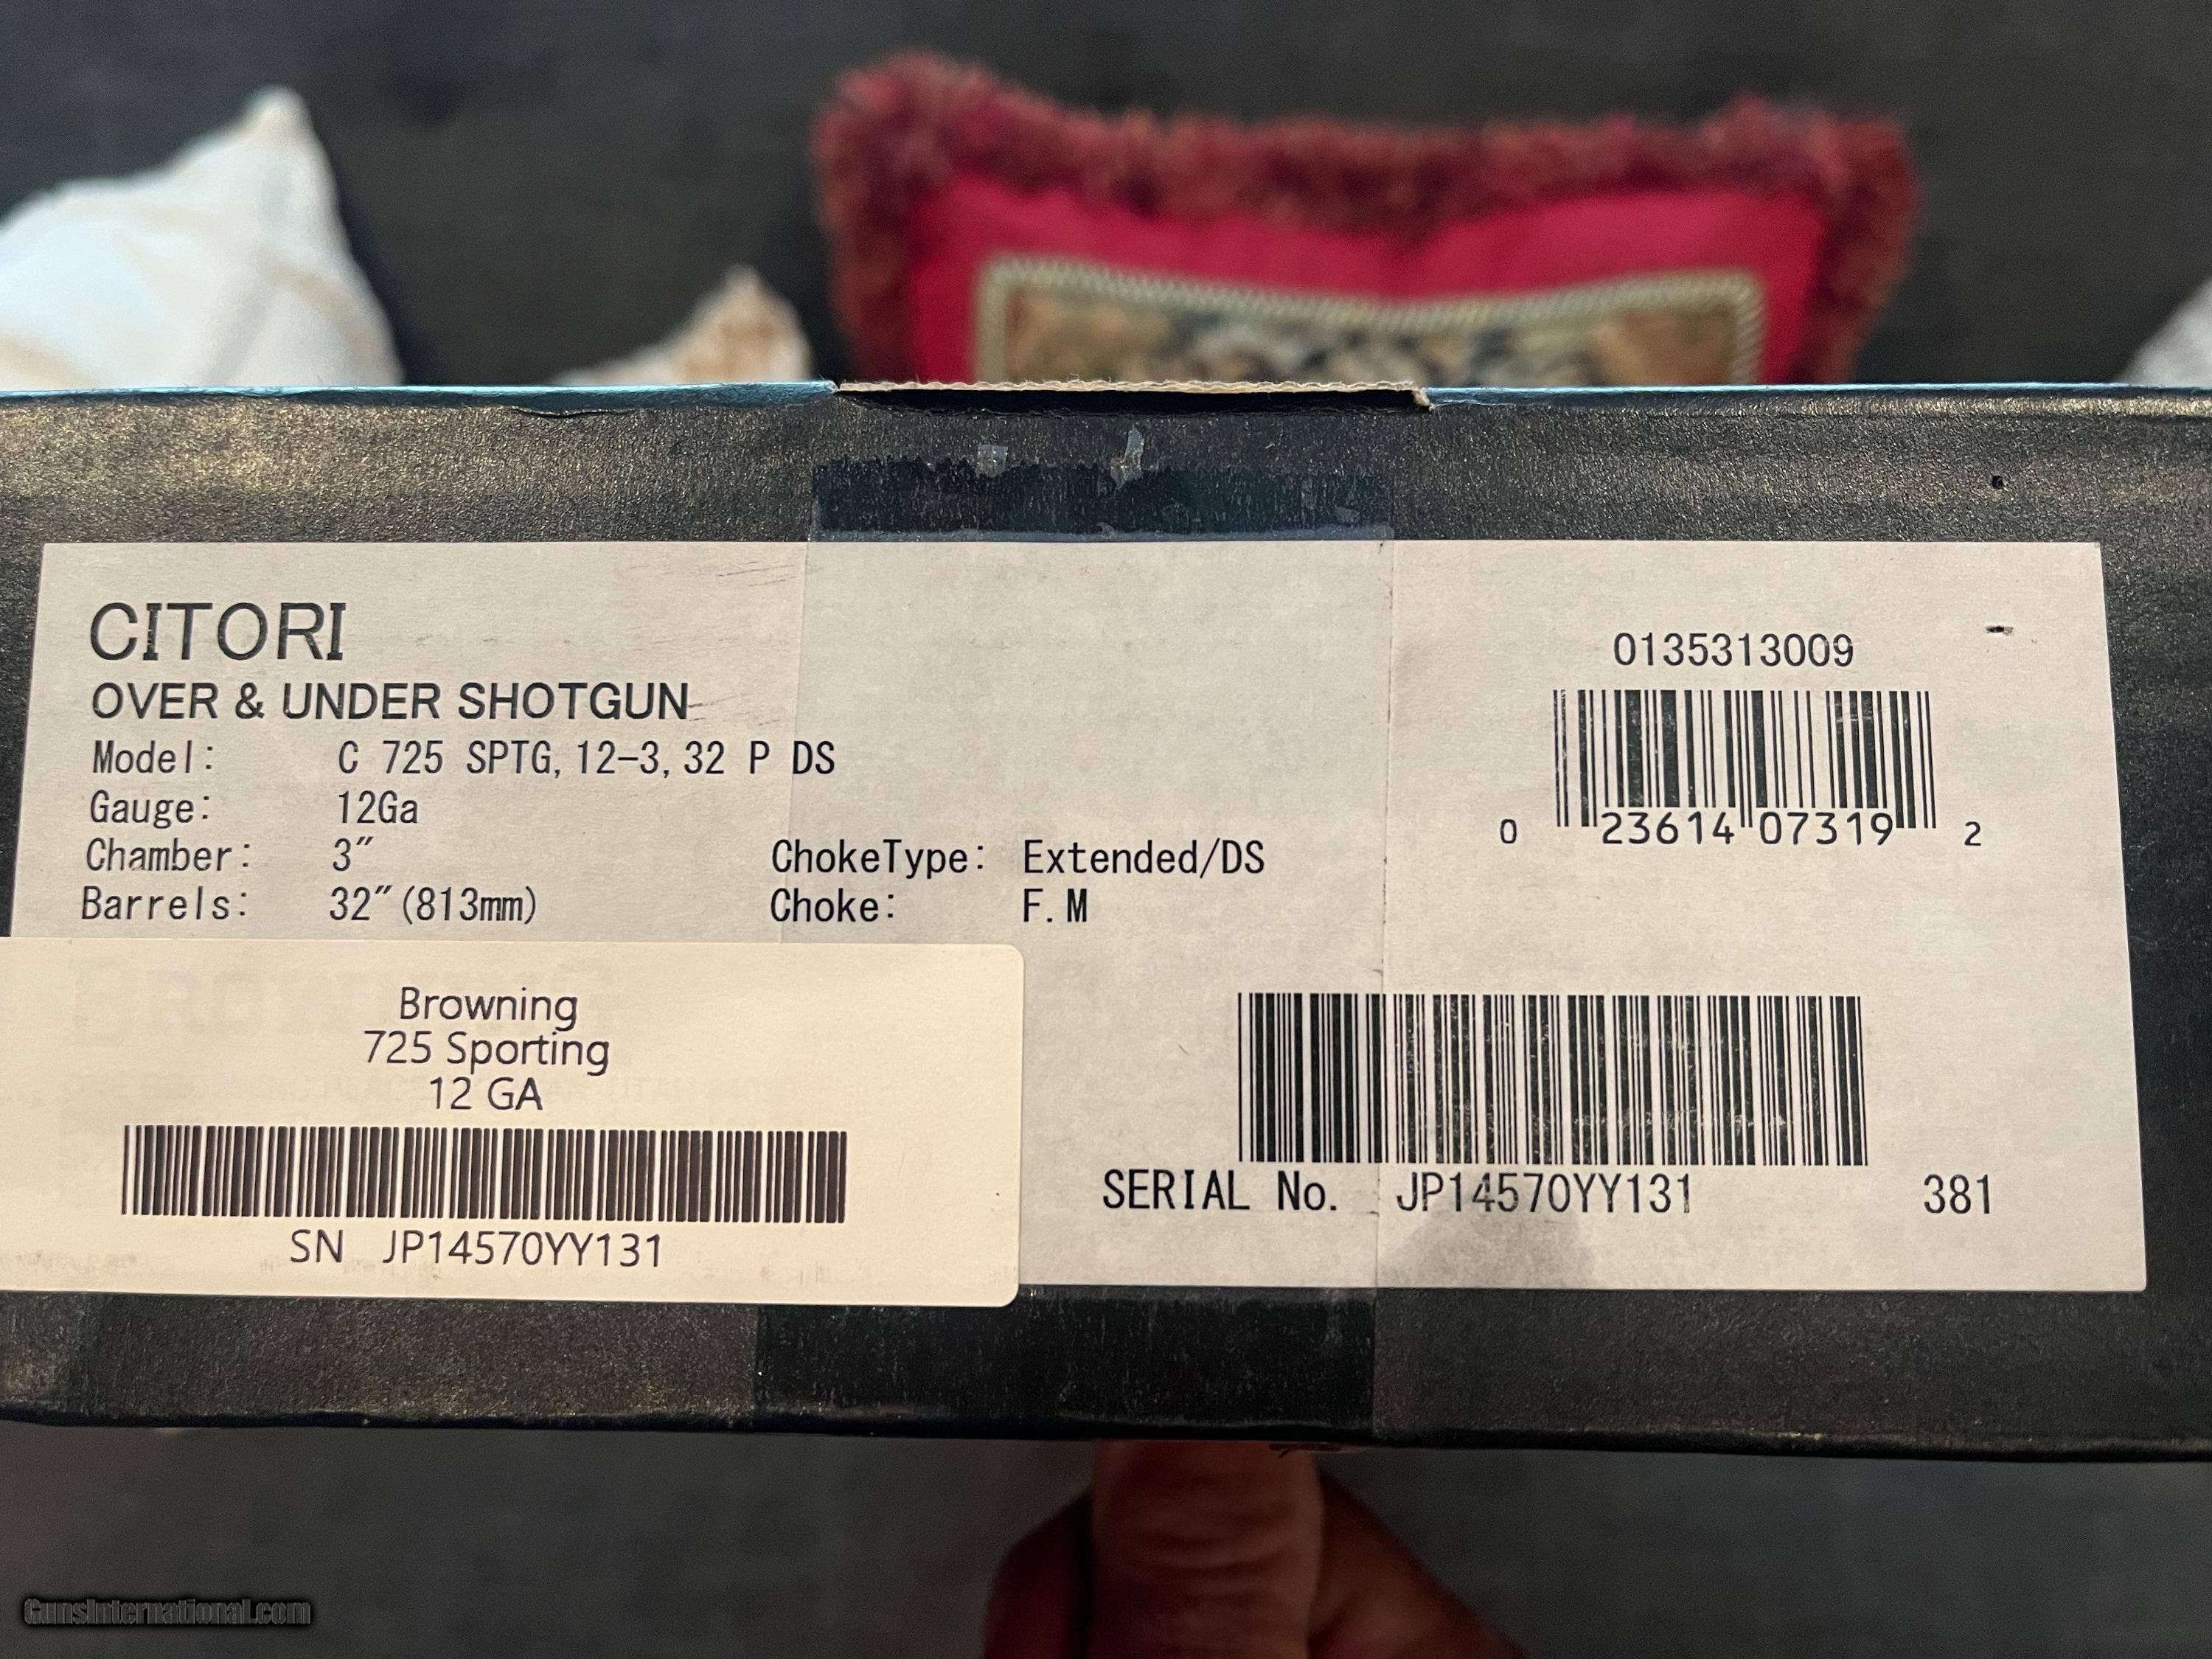 CITORI
OVER & UNDER SHOTGUN
Model: C 725 SPTG, 12-3, 32 P DS
Gauge: 12Ga
Chamber: 3" ChokeType: Extended/DS
Barrels: 32"(813mm) Choke: F. M
0135313009
0 23614 07319 2
Browning
725 Sporting
12 GA
SN JP14570YY131
SERIAL No. JP14570YY131 381
GunsInternational.com